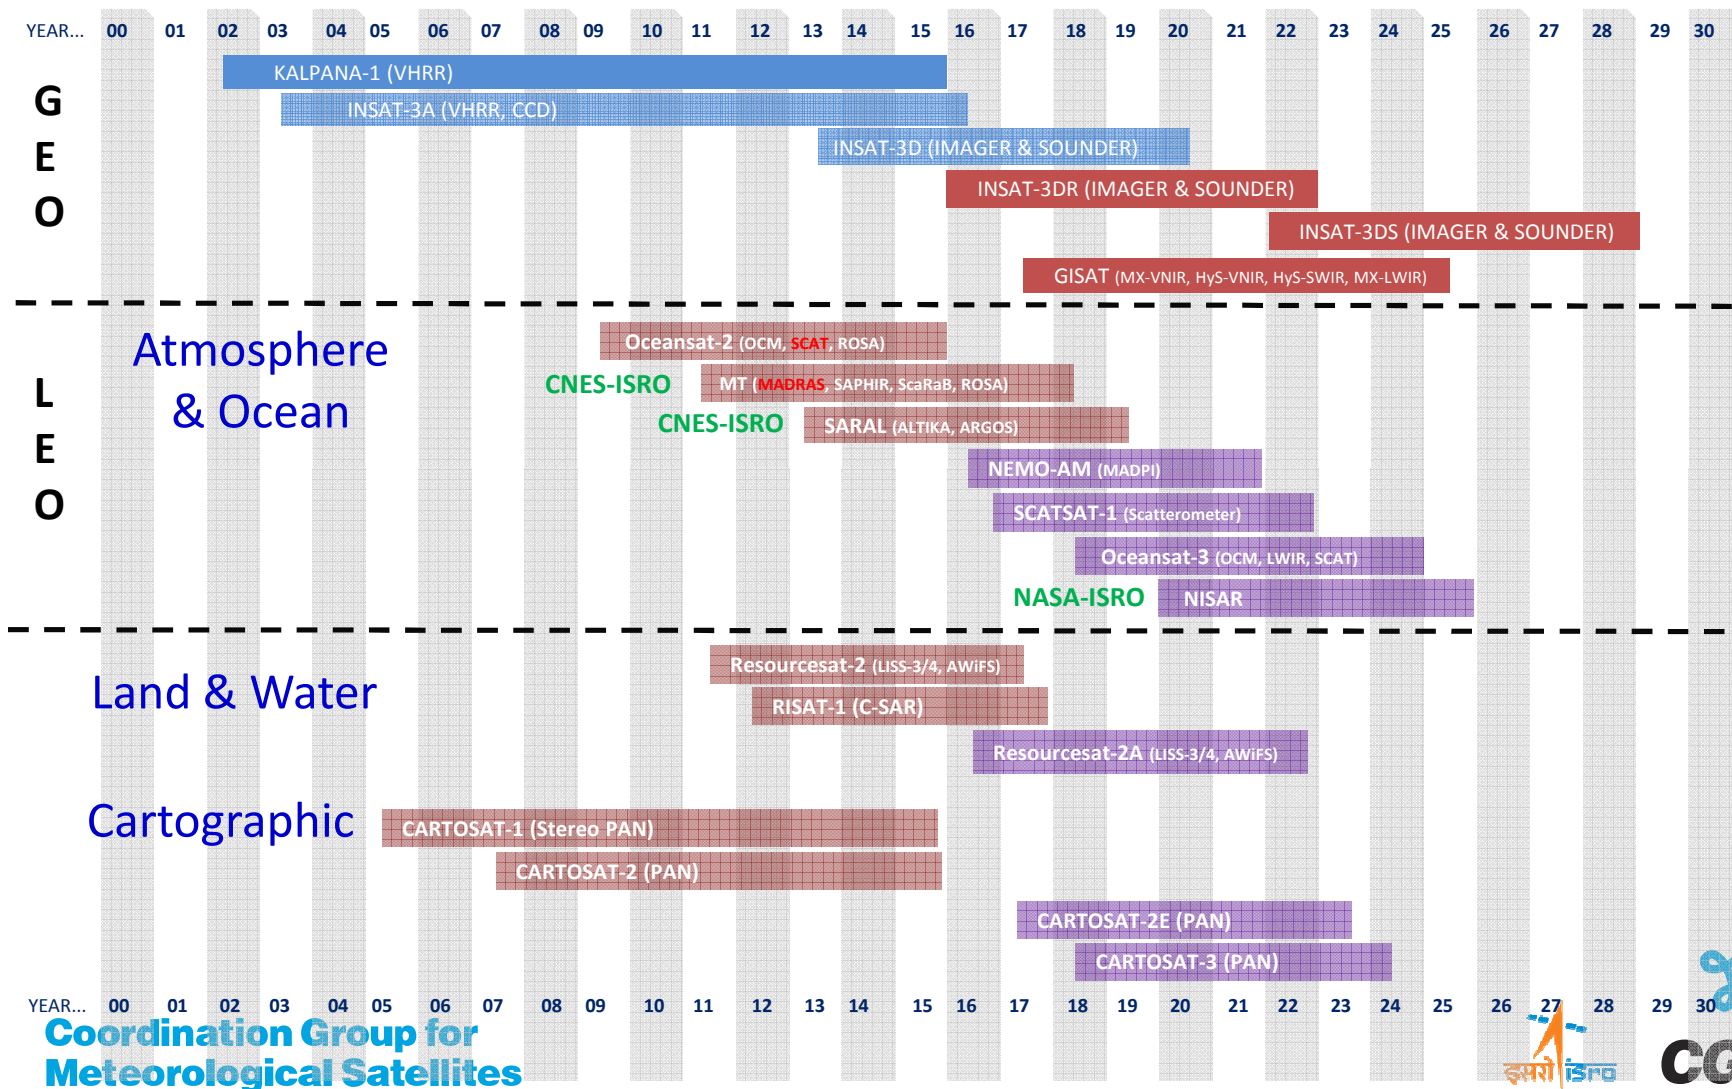 YEAR... 00 01 02 03 04 05 06 07 08 09 10 11 12 13 14 15 16 17 18 19 20 21 22 23 24 25 26 27 28 29 30
GEO
KALPANA-1 (VHRR)
INSAT-3A (VHRR, CCD)
INSAT-3D (IMAGER & SOUNDER)
INSAT-3DR (IMAGER & SOUNDER)
INSAT-3DS (IMAGER & SOUNDER)
GISAT (MX-VNIR, HyS-VNIR, HyS-SWIR, MX-LWIR)
LEO
Atmosphere
& Ocean
Oceansat-2 (OCM, SCAT, ROSA)
CNES-ISRO MT (MADRAS, SAPHIR, ScaRaB, ROSA)
CNES-ISRO SARAL (ALTIKA, ARGOS)
NEMO-AM (MADPI)
SCATSAT-1 (Scatterometer)
Oceansat-3 (OCM, LWIR, SCAT)
NASA-ISRO NISAR
Land & Water
Resourcesat-2 (LISS-3/4, AWiFS)
RISAT-1 (C-SAR)
Resourcesat-2A (LISS-3/4, AWiFS)
Cartographic
CARTOSAT-1 (Stereo PAN)
CARTOSAT-2 (PAN)
CARTOSAT-2E (PAN)
CARTOSAT-3 (PAN)
YEAR... 00 01 02 03 04 05 06 07 08 09 10 11 12 13 14 15 16 17 18 19 20 21 22 23 24 25 26 27 28 29 30
Coordination Group for
Meteorological Satellites
इसरो isro
CG